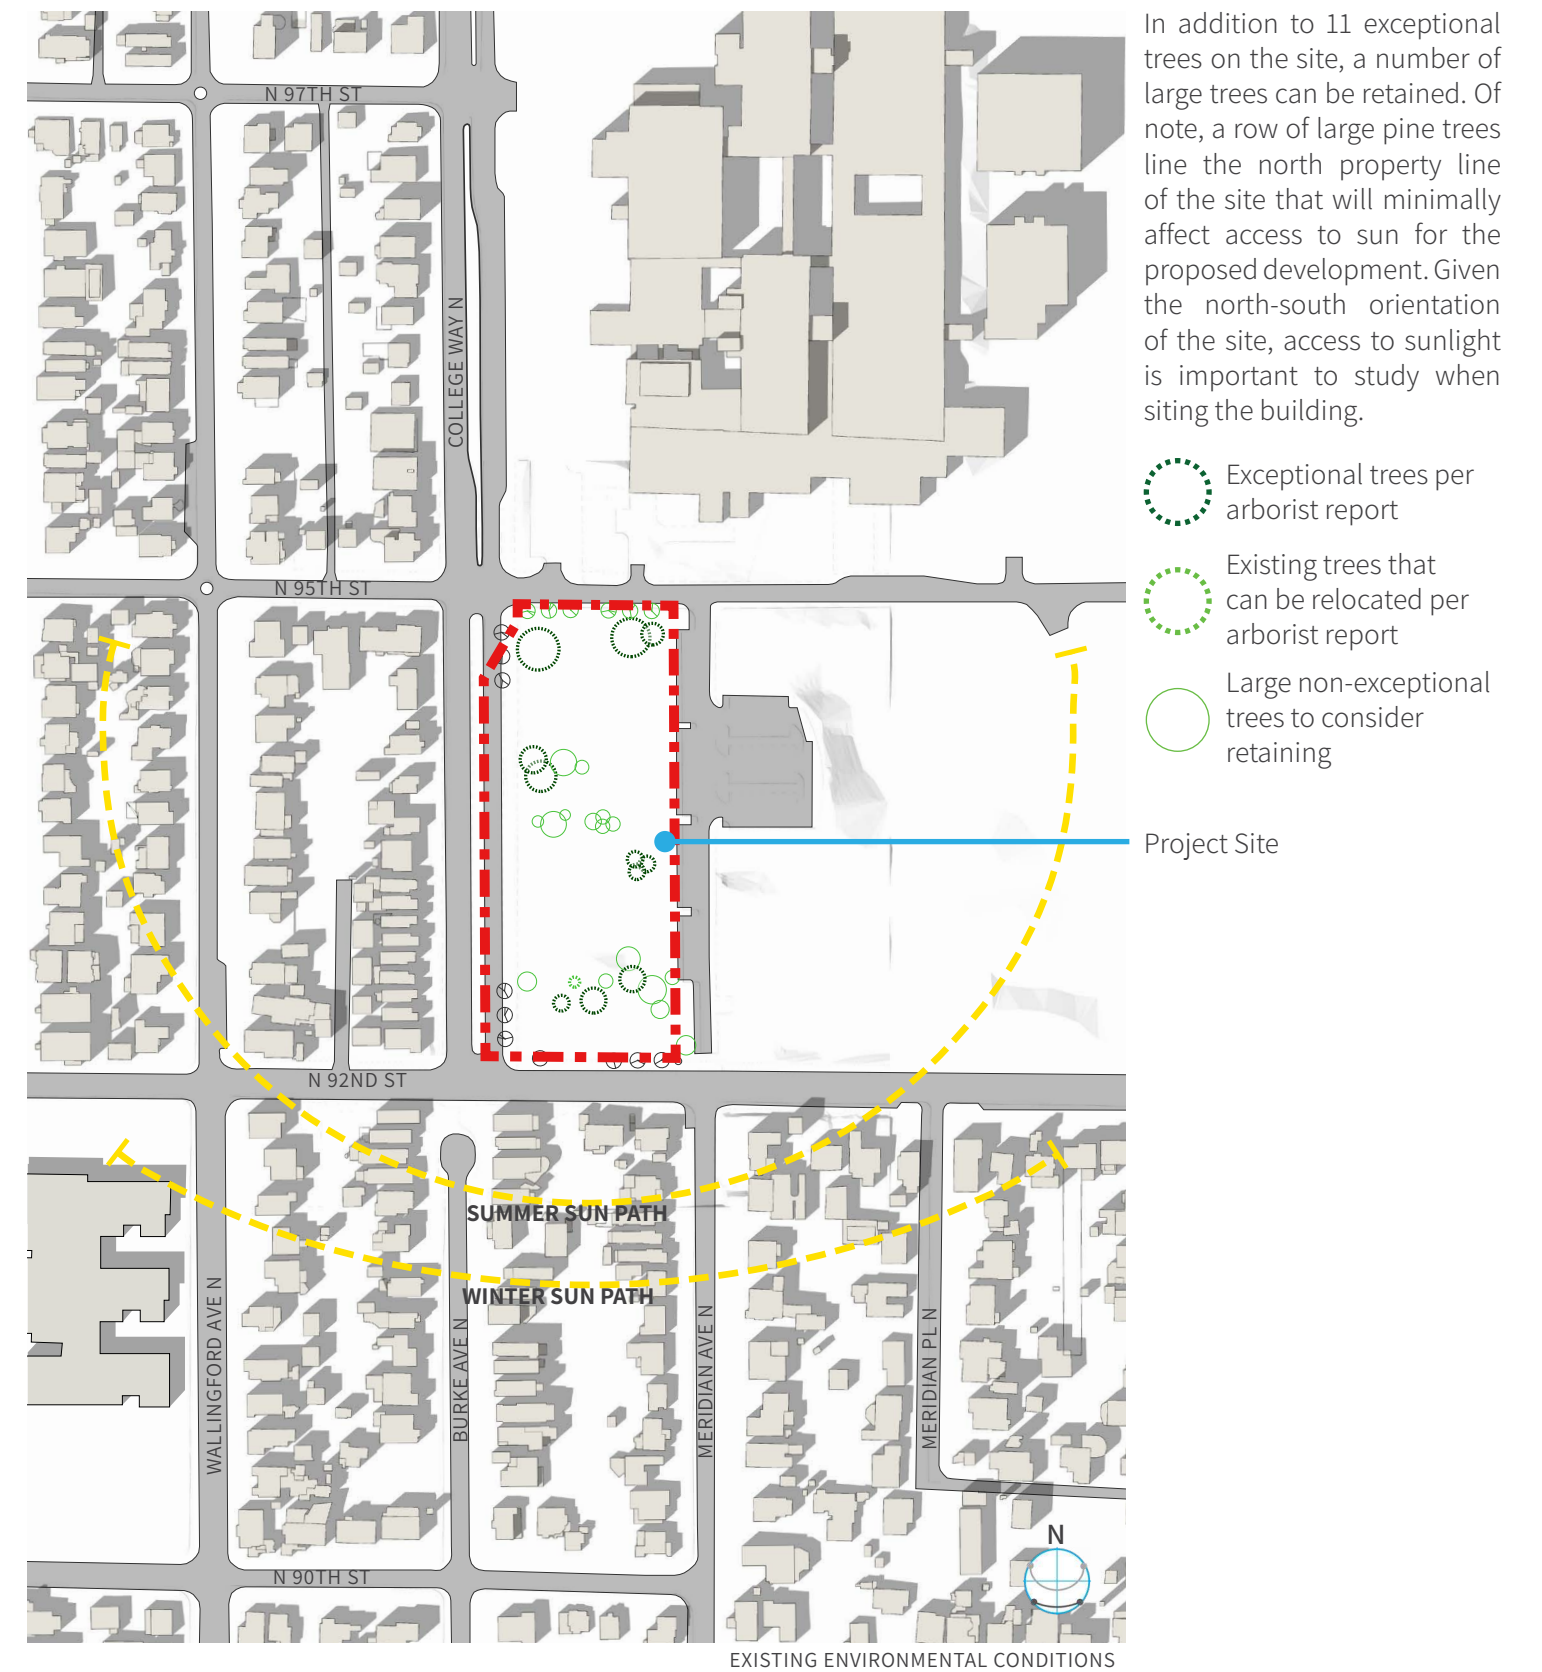 In addition to 11 exceptional
trees on the site, a number of
large trees can be retained. Of
note, a row of large pine trees
line the north property line
of the site that will minimally
affect access to sun for the
proposed development. Given
the north-south orientation
of the site, access to sunlight
is important to study when
siting the building.
Exceptional trees per
arborist report
Existing trees that
can be relocated per
arborist report
Large non-exceptional
trees to consider
retaining
Project Site
N 97TH ST
COLLEGE WAY N
N 95TH ST
N 92ND ST
SUMMER SUN PATH
WINTER SUN PATH
WALLINGFORD AVE N
BURKE AVE N
MERIDIAN AVE N
MERIDIAN PL N
N
N 90TH ST
EXISTING ENVIRONMENTAL CONDITIONS